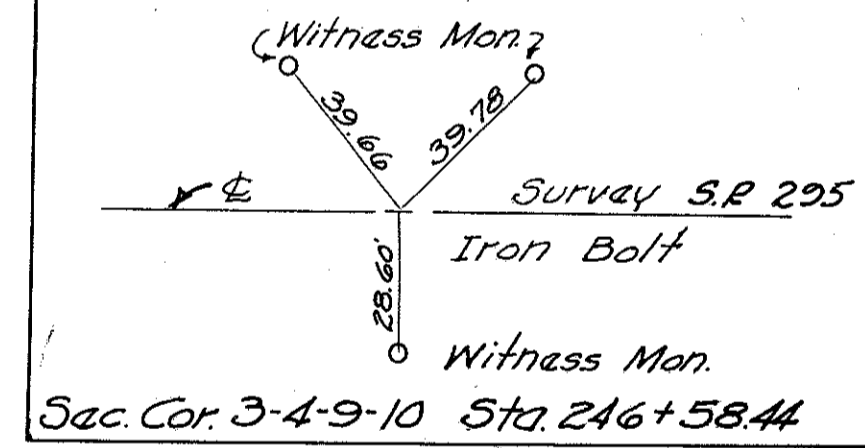 Witness Mon.
39.66
39.78
℄ Survey S.R 295
Iron Bolt
28.60'
Witness Mon.
Sec. Cor. 3-4-9-10 Sta. 246+58.44